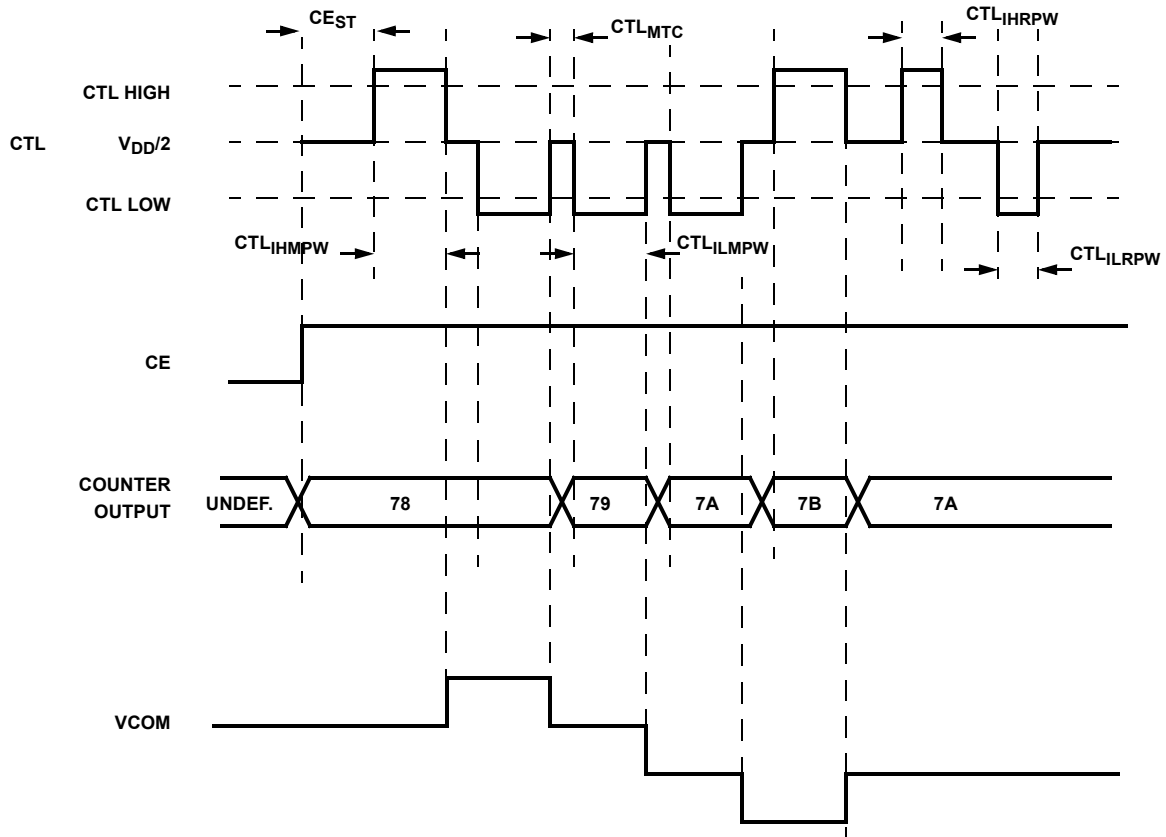 CE_ST
CTL_MTC
CTL_IHRPW
CTL HIGH
CTL
V_DD/2
CTL LOW
CTL_IHMPW
CTL_ILMPW
CTL_ILRPW
CE
COUNTER
OUTPUT
UNDEF.
78
79
7A
7B
7A
VCOM